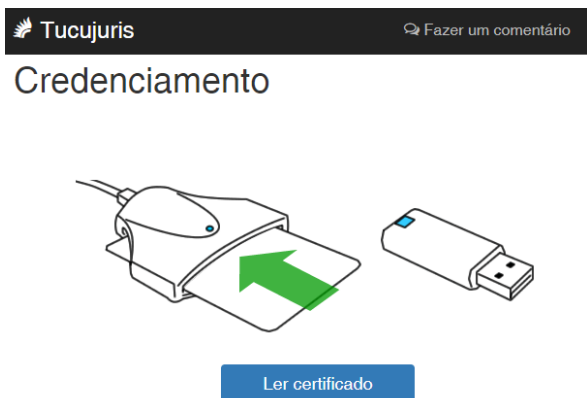 Tucujuris
Fazer um comentário
Credenciamento
Ler certificado